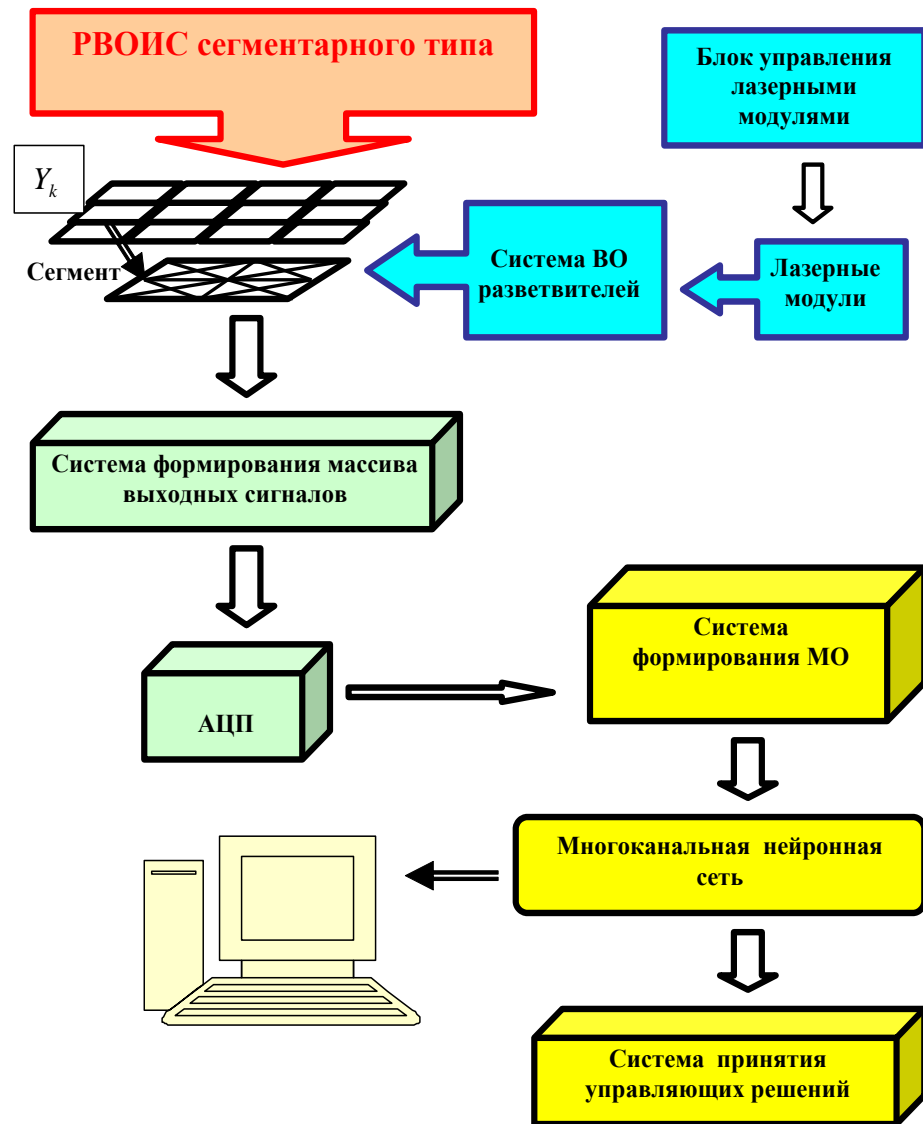 РВОИС сегментарного типа
Блок управления
лазерными
модулями
Y_k
Сегмент
Система ВО
разветвителей
Лазерные
модули
Система формирования массива
выходных сигналов
Система
формирования МО
АЦП
Многоканальная нейронная
сеть
Система принятия
управляющих решений